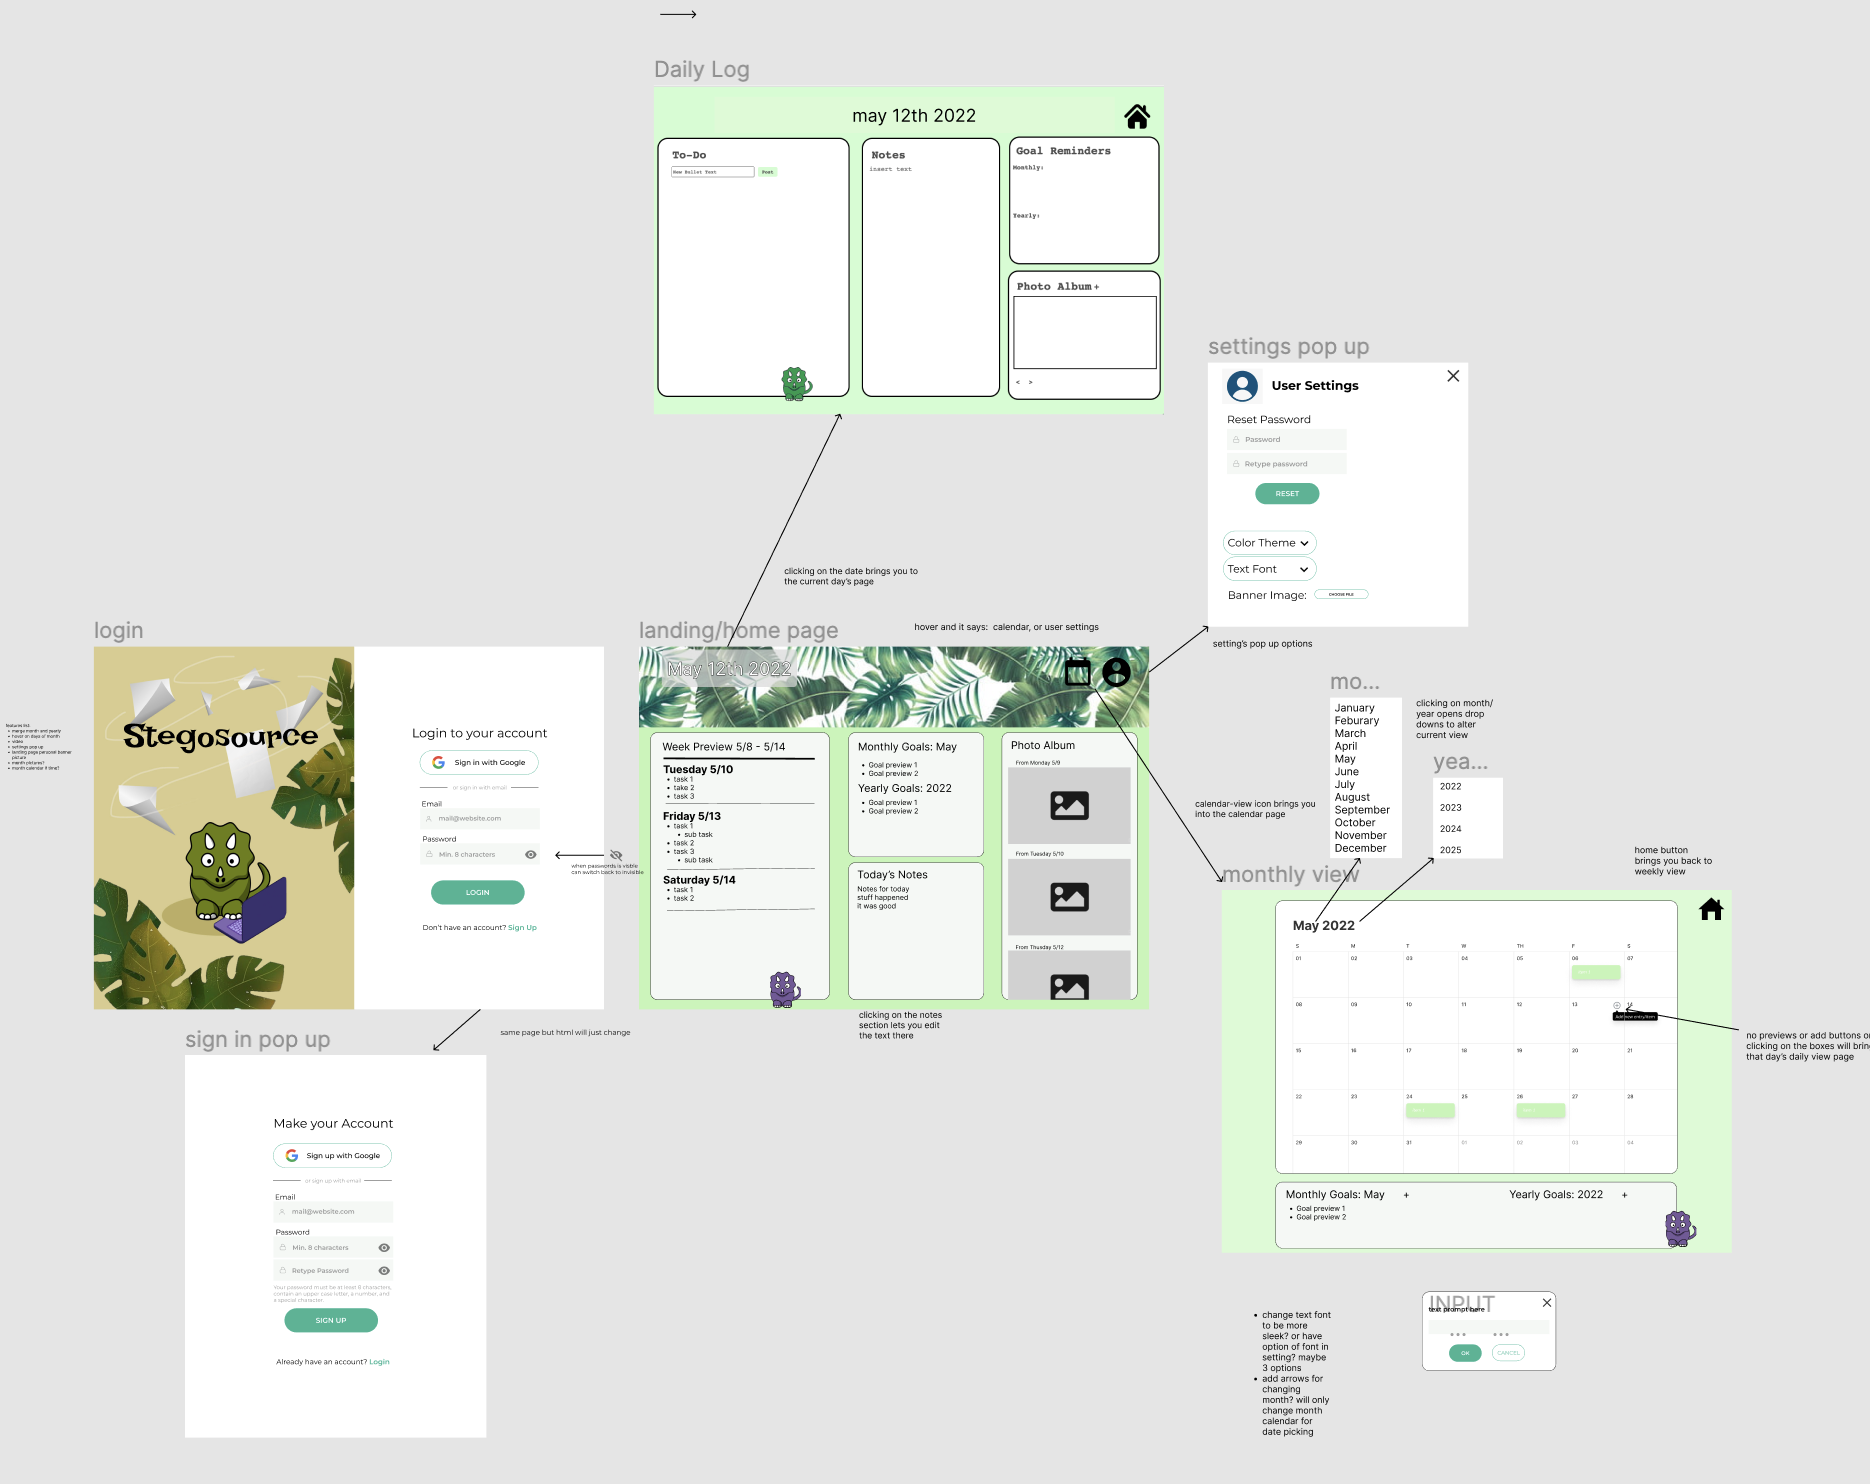 Daily Log
may 12th 2022
To-Do
New Bullet Text
Post
Notes
insert text
Goal Reminders
Monthly:
Yearly:
Photo Album +
< >
settings pop up
User Settings
Reset Password
Password
Retype password
RESET
Color Theme
Text Font
Banner Image:
CHOOSE FILE
setting's pop up options
clicking on the date brings you to
the current day's page
login
Stegosource
Login to your account
Sign in with Google
or sign in with email
Email
mail@website.com
Password
Min. 8 characters
LOGIN
Don't have an account? Sign Up
when passwords is visible
can switch back to invisible
features list:
merge month and yearly
hover on days of month
video
settings pop up
landing page personal banner
picture
month pictures?
month calendar if time?
same page but html will just change
sign in pop up
Make your Account
Sign up with Google
or sign up with email
Email
mail@website.com
Password
Min. 8 characters
Retype Password
Your password must be at least 8 characters,
contain an upper case letter, a number, and
a special character.
SIGN UP
Already have an account? Login
landing/home page
hover and it says: calendar, or user settings
May 12th 2022
Week Preview 5/8 - 5/14
Tuesday 5/10
task 1
take 2
task 3
Friday 5/13
task 1
sub task
task 2
task 3
sub task
Saturday 5/14
task 1
task 2
Monthly Goals: May
Goal preview 1
Goal preview 2
Yearly Goals: 2022
Goal preview 1
Goal preview 2
Today's Notes
Notes for today
stuff happened
it was good
Photo Album
From Monday 5/9
From Tuesday 5/10
From Thusday 5/12
clicking on the notes
section lets you edit
the text there
calendar-view icon brings you
into the calendar page
mo...
January
Feburary
March
April
May
June
July
August
September
October
November
December
clicking on month/
year opens drop
downs to alter
current view
yea...
2022
2023
2024
2025
home button
brings you back to
weekly view
monthly view
May 2022
S M T W TH F S
01 02 03 04 05 06 07
08 09 10 11 12 13 14
Add new entry/item
15 16 17 18 19 20 21
22 23 24 25 26 27 28
29 30 31 01 02 03 04
no previews or add buttons o
clicking on the boxes will brin
that day's daily view page
Monthly Goals: May +
Goal preview 1
Goal preview 2
Yearly Goals: 2022 +
INPUT
text prompt here
OK
CANCEL
change text font
to be more
sleek? or have
option of font in
setting? maybe
3 options
add arrows for
changing
month? will only
change month
calendar for
date picking